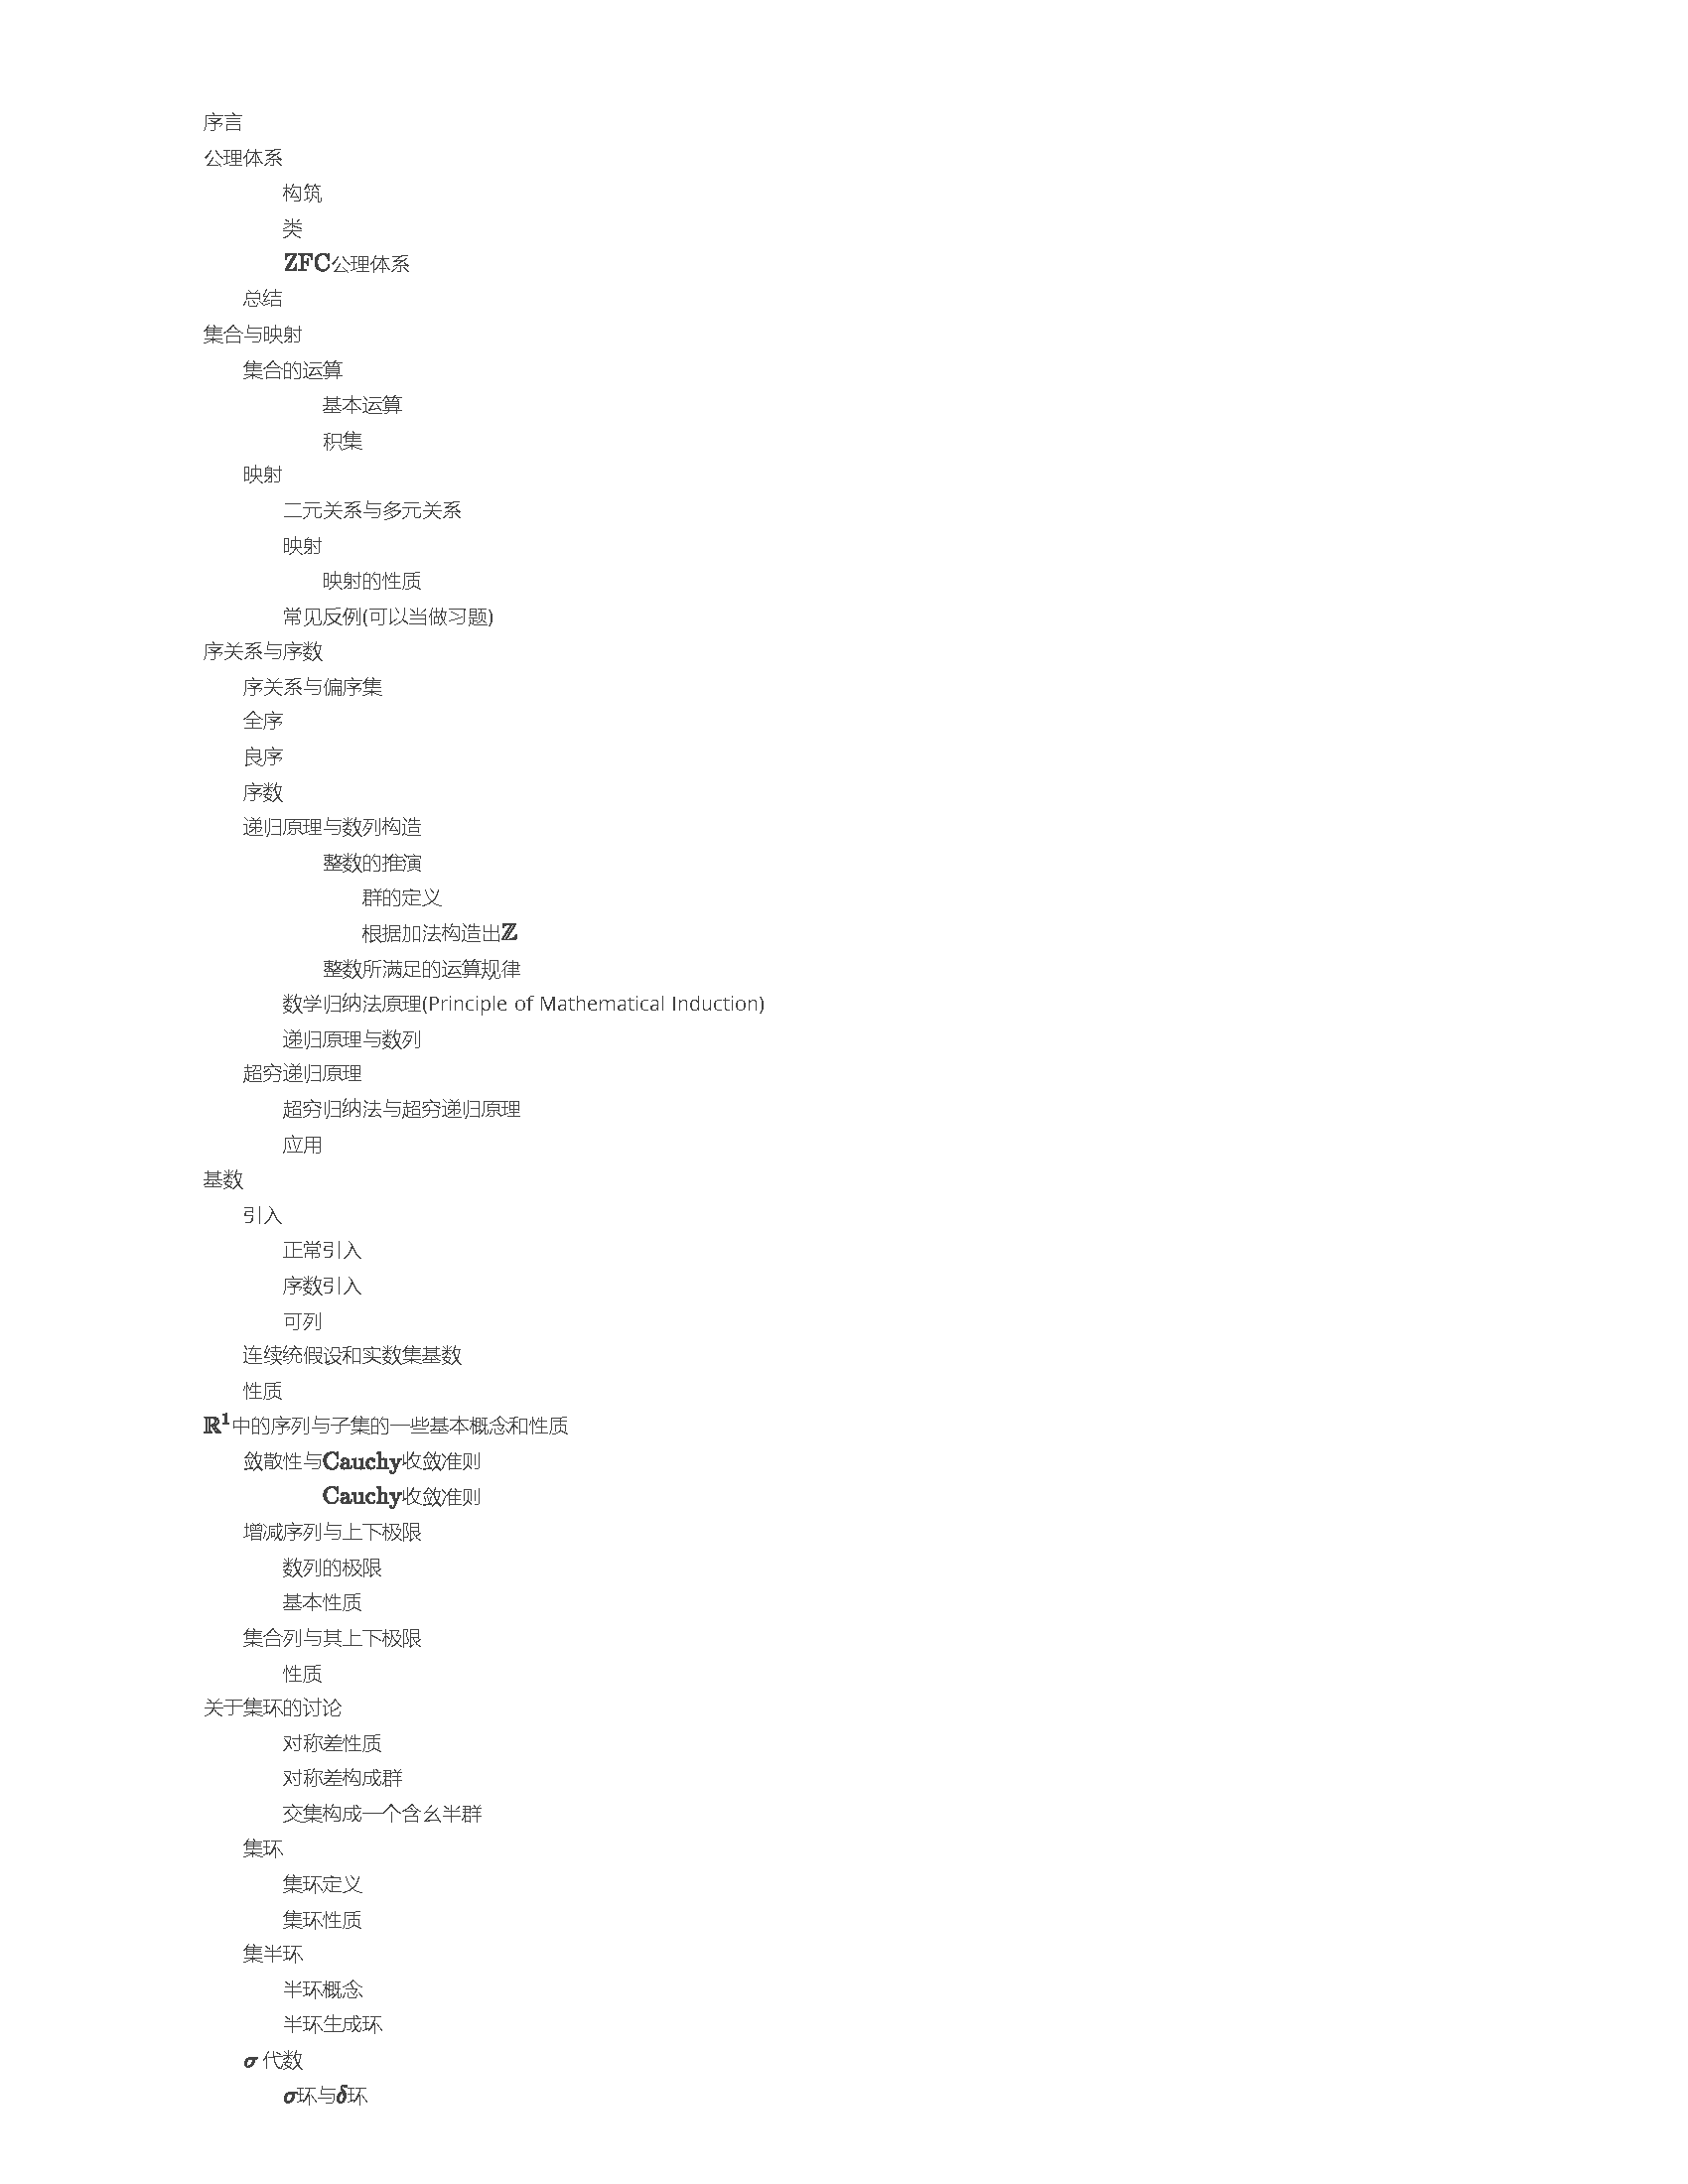 序言
公理体系
构筑
类
ZFC公理体系
总结
集合与映射
集合的运算
基本运算
积集
映射
二元关系与多元关系
映射
映射的性质
常见反例(可以当做习题)
序关系与序数
序关系与偏序集
全序
良序
序数
递归原理与数列构造
整数的推演
群的定义
根据加法构造出ℤ
整数所满足的运算规律
数学归纳法原理(Principle of Mathematical Induction)
递归原理与数列
超穷递归原理
超穷归纳法与超穷递归原理
应用
基数
引入
正常引入
序数引入
可列
连续统假设和实数集基数
性质
ℝ¹中的序列与子集的一些基本概念和性质
敛散性与Cauchy收敛准则
Cauchy收敛准则
增减序列与上下极限
数列的极限
基本性质
集合列与其上下极限
性质
关于集环的讨论
对称差性质
对称差构成群
交集构成一个含幺半群
集环
集环定义
集环性质
集半环
半环概念
半环生成环
σ 代数
σ环与δ环